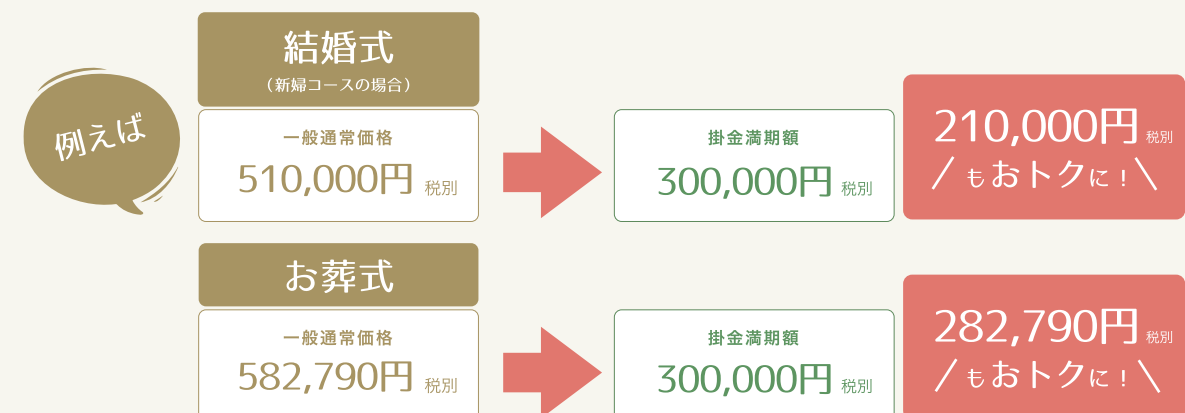 例えば
結婚式
（新婦コースの場合）
一般通常価格
510,000円 税別
掛金満期額
300,000円 税別
210,000円 税別
もおトクに！
お葬式
一般通常価格
582,790円 税別
掛金満期額
300,000円 税別
282,790円 税別
もおトクに！